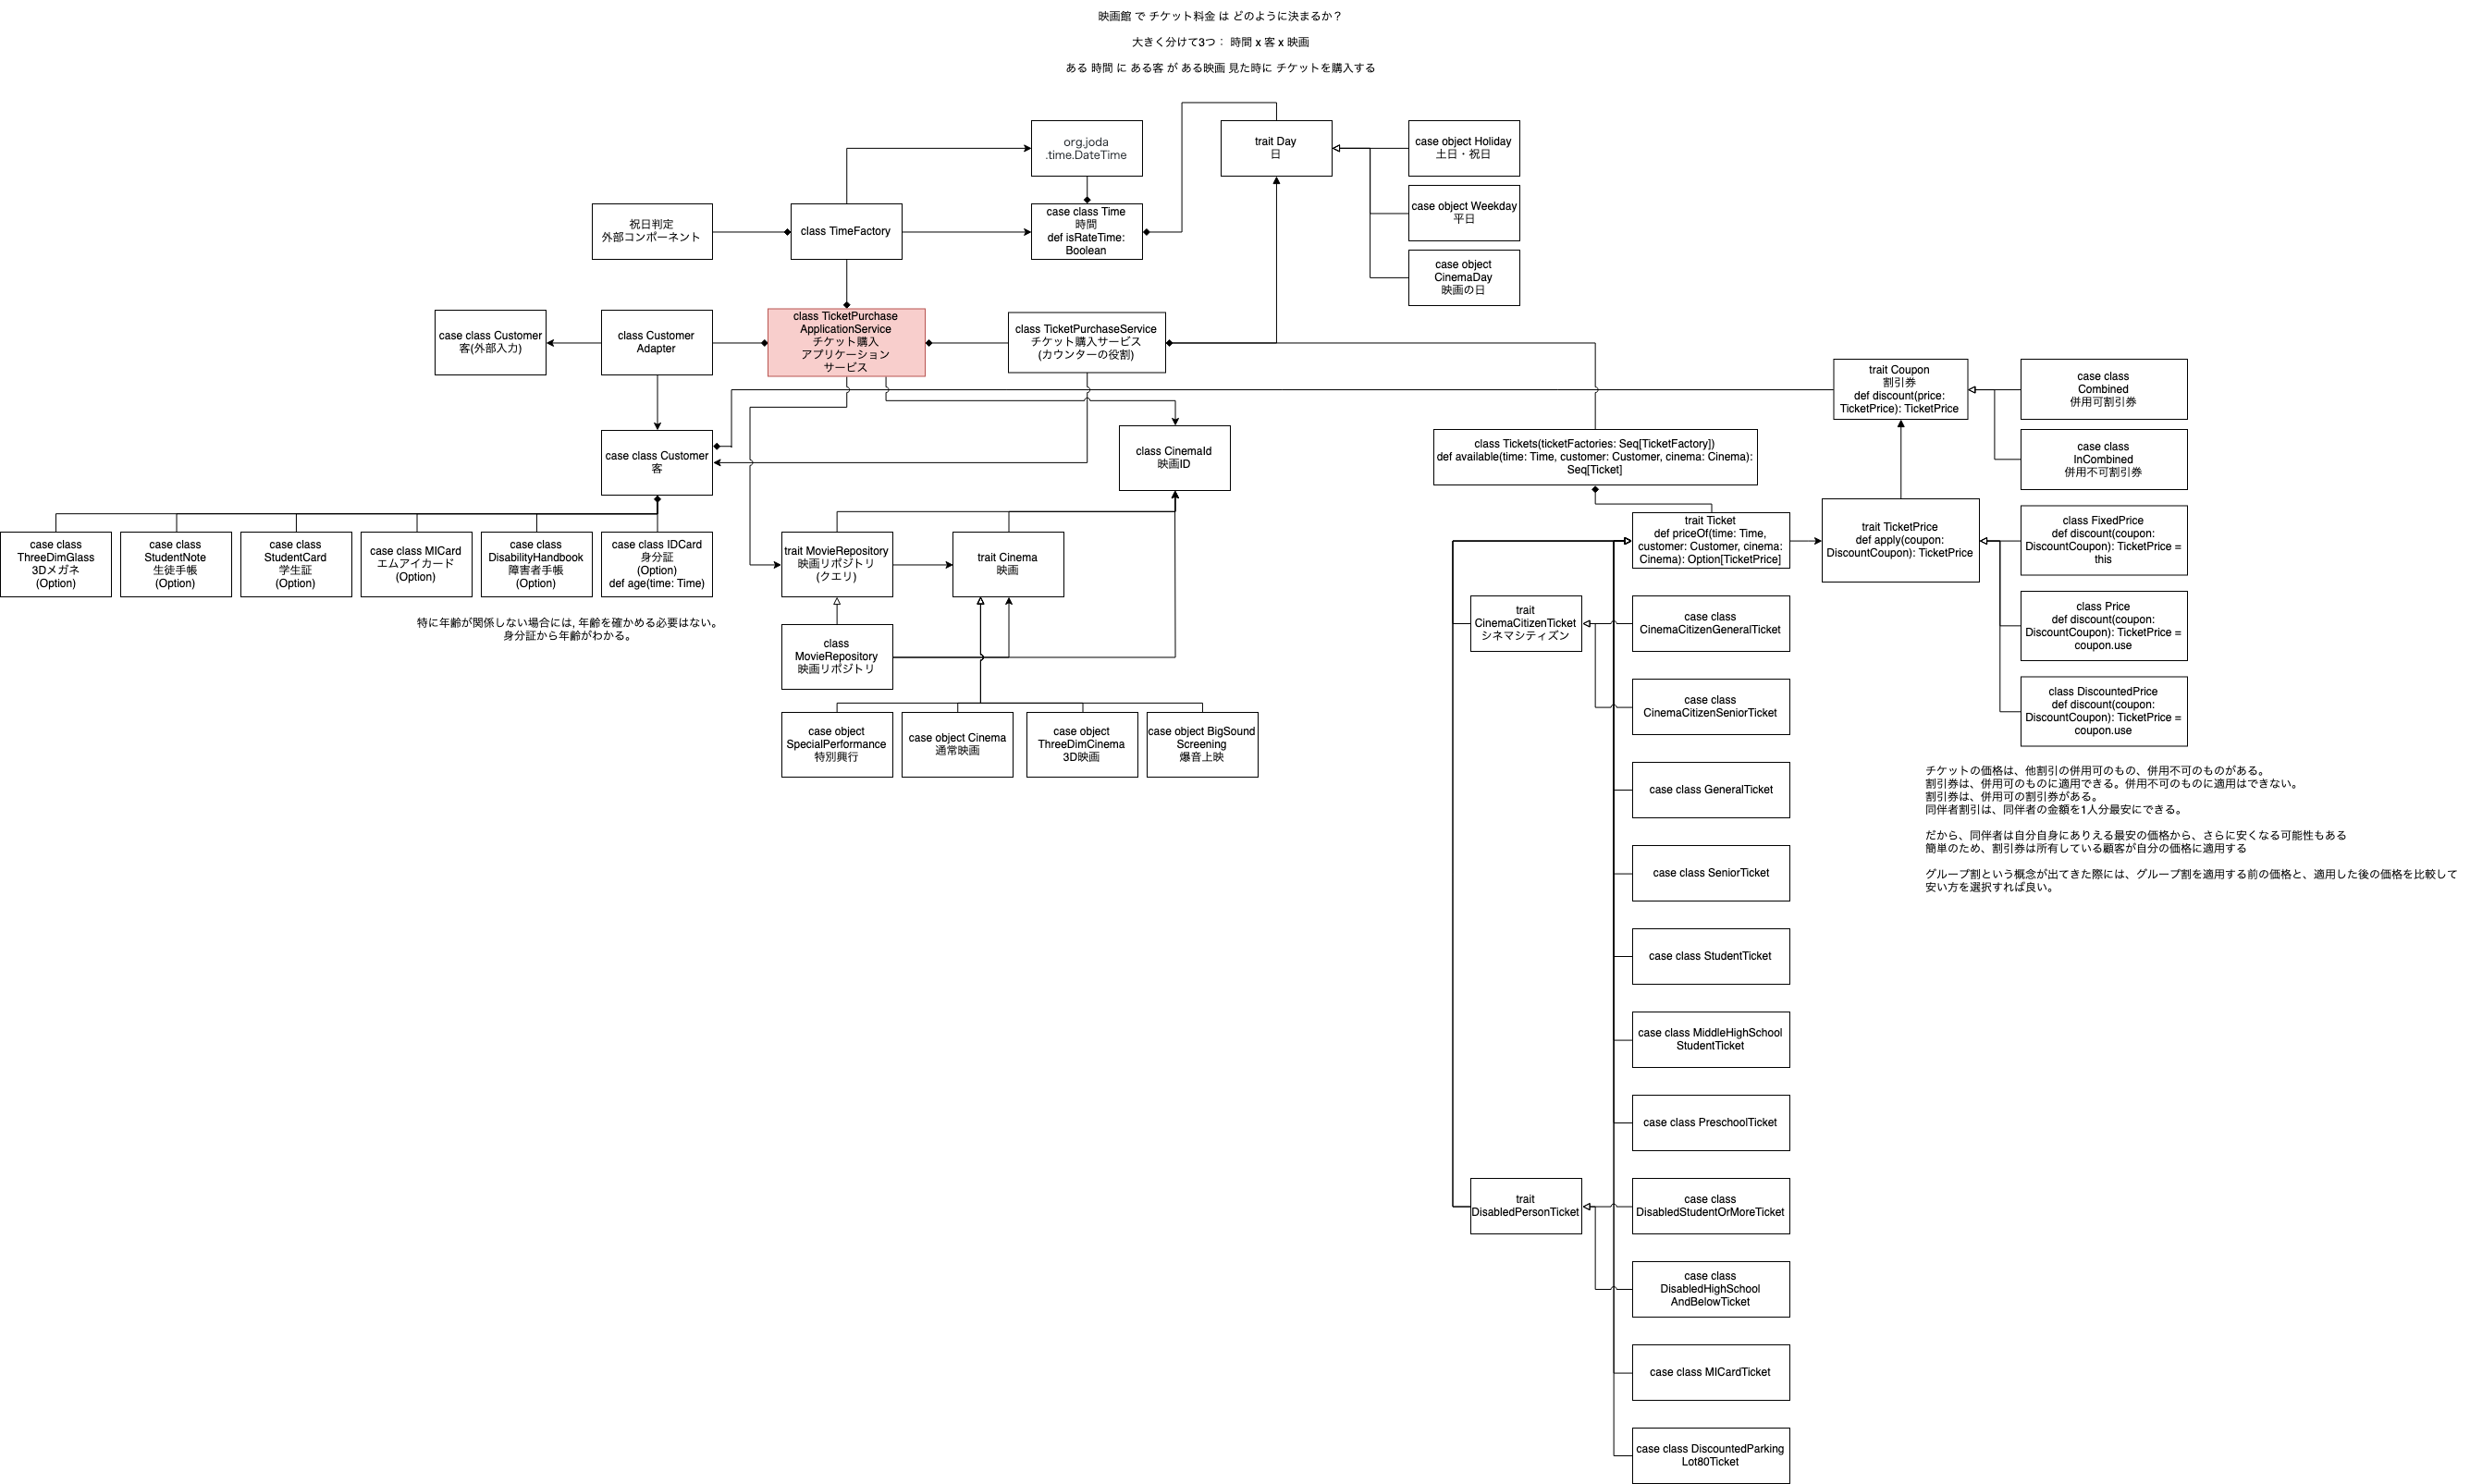 映画館 で チケット料金 は どのように決まるか？
大きく分けて3つ： 時間 x 客 x 映画
ある 時間 に ある客 が ある映画 見た時に チケットを購入する
org.joda
.time.DateTime
trait Day
日
case object Holiday
土日・祝日
case object Weekday
平日
case object
CinemaDay
映画の日
祝日判定
外部コンポーネント
class TimeFactory
case class Time
時間
def isRateTime:
Boolean
case class Customer
客(外部入力)
class Customer
Adapter
class TicketPurchase
ApplicationService
チケット購入
アプリケーション
サービス
class TicketPurchaseService
チケット購入サービス
(カウンターの役割)
trait Coupon
割引券
def discount(price:
TicketPrice): TicketPrice
case class
Combined
併用可割引券
case class
InCombined
併用不可割引券
case class Customer
客
class CinemaId
映画ID
class Tickets(ticketFactories: Seq[TicketFactory])
def available(time: Time, customer: Customer, cinema: Cinema):
Seq[Ticket]
case class
ThreeDimGlass
3Dメガネ
(Option)
case class
StudentNote
生徒手帳
(Option)
case class
StudentCard
学生証
(Option)
case class MICard
エムアイカード
(Option)
case class
DisabilityHandbook
障害者手帳
(Option)
case class IDCard
身分証
(Option)
def age(time: Time)
特に年齢が関係しない場合には, 年齢を確かめる必要はない。
身分証から年齢がわかる。
trait MovieRepository
映画リポジトリ
(クエリ)
trait Cinema
映画
class
MovieRepository
映画リポジトリ
case object
SpecialPerformance
特別興行
case object Cinema
通常映画
case object
ThreeDimCinema
3D映画
case object BigSound
Screening
爆音上映
trait Ticket
def priceOf(time: Time,
customer: Customer, cinema:
Cinema): Option[TicketPrice]
trait TicketPrice
def apply(coupon:
DiscountCoupon): TicketPrice
class FixedPrice
def discount(coupon:
DiscountCoupon): TicketPrice =
this
class Price
def discount(coupon:
DiscountCoupon): TicketPrice =
coupon.use
class DiscountedPrice
def discount(coupon:
DiscountCoupon): TicketPrice =
coupon.use
trait
CinemaCitizenTicket
シネマシティズン
case class
CinemaCitizenGeneralTicket
case class
CinemaCitizenSeniorTicket
case class GeneralTicket
case class SeniorTicket
case class StudentTicket
case class MiddleHighSchool
StudentTicket
case class PreschoolTicket
trait
DisabledPersonTicket
case class
DisabledStudentOrMoreTicket
case class
DisabledHighSchool
AndBelowTicket
case class MICardTicket
case class DiscountedParking
Lot80Ticket
チケットの価格は、他割引の併用可のもの、併用不可のものがある。
割引券は、併用可のものに適用できる。併用不可のものに適用はできない。
割引券は、併用可の割引券がある。
同伴者割引は、同伴者の金額を1人分最安にできる。
だから、同伴者は自分自身にありえる最安の価格から、さらに安くなる可能性もある
簡単のため、割引券は所有している顧客が自分の価格に適用する
グループ割という概念が出てきた際には、グループ割を適用する前の価格と、適用した後の価格を比較して
安い方を選択すれば良い。